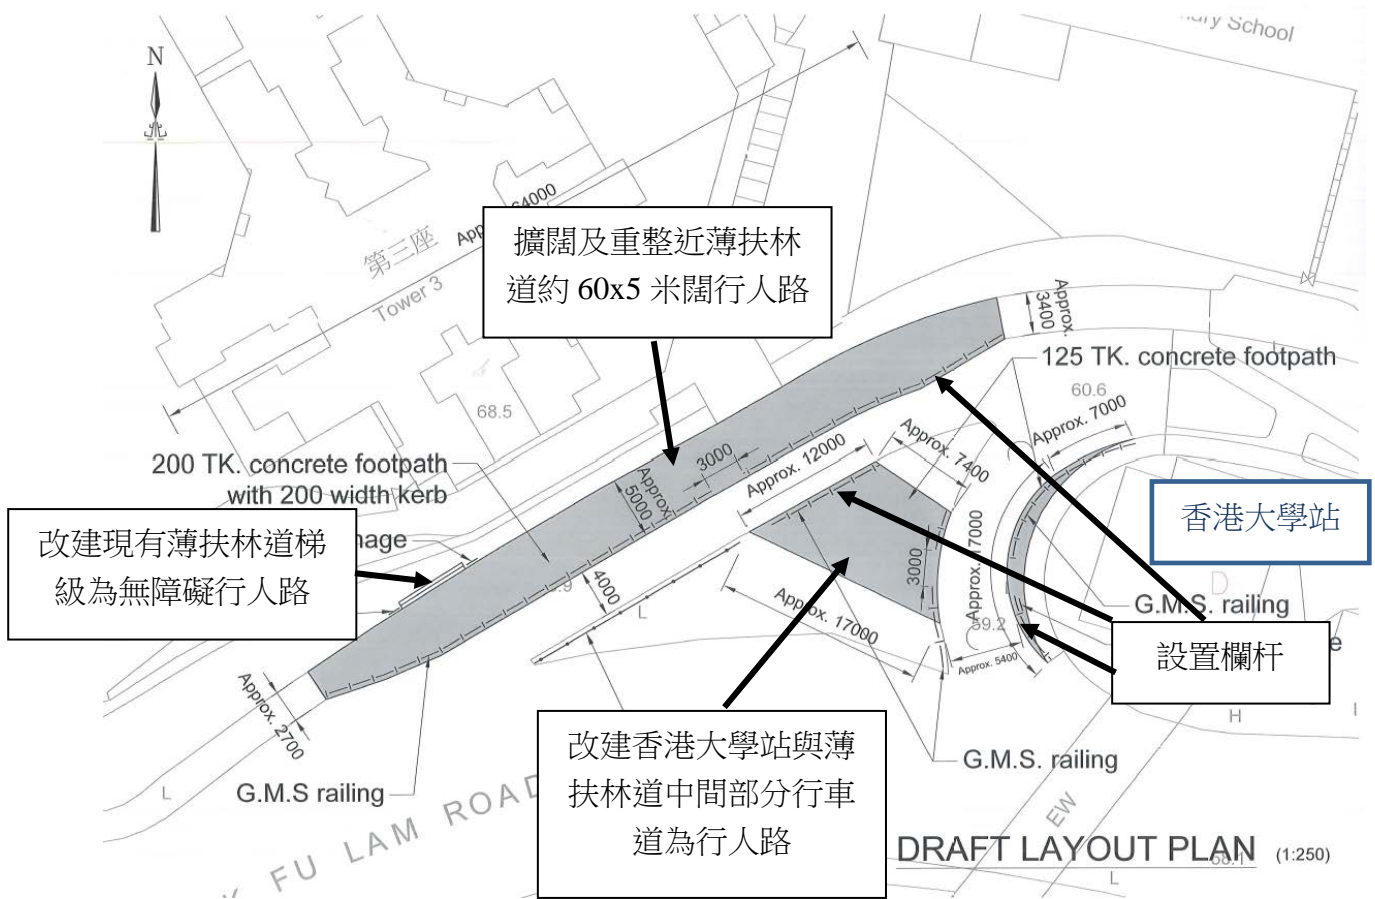 School
N
第三座
Tower 3
64000
擴闊及重整近薄扶林
道約 60x5 米闊行人路
Approx.
3400
125 TK. concrete footpath
60.6
Approx. 7000
68.5
200 TK. concrete footpath
with 200 width kerb
3000
Approx.
5000
Approx. 12000
Approx.
7400
香港大學站
改建現有薄扶林道梯
級為無障礙行人路
4000
L
3000
Approx. 17000
Approx. 17000
59.2
Approx. 5400
D
G.M.S. railing
設置欄杆
Approx. 2700
改建香港大學站與薄
扶林道中間部分行車
道為行人路
H
G.M.S. railing
L
G.M.S railing
FU LAM ROAD
EW
DRAFT LAYOUT PLAN (1:250)
L